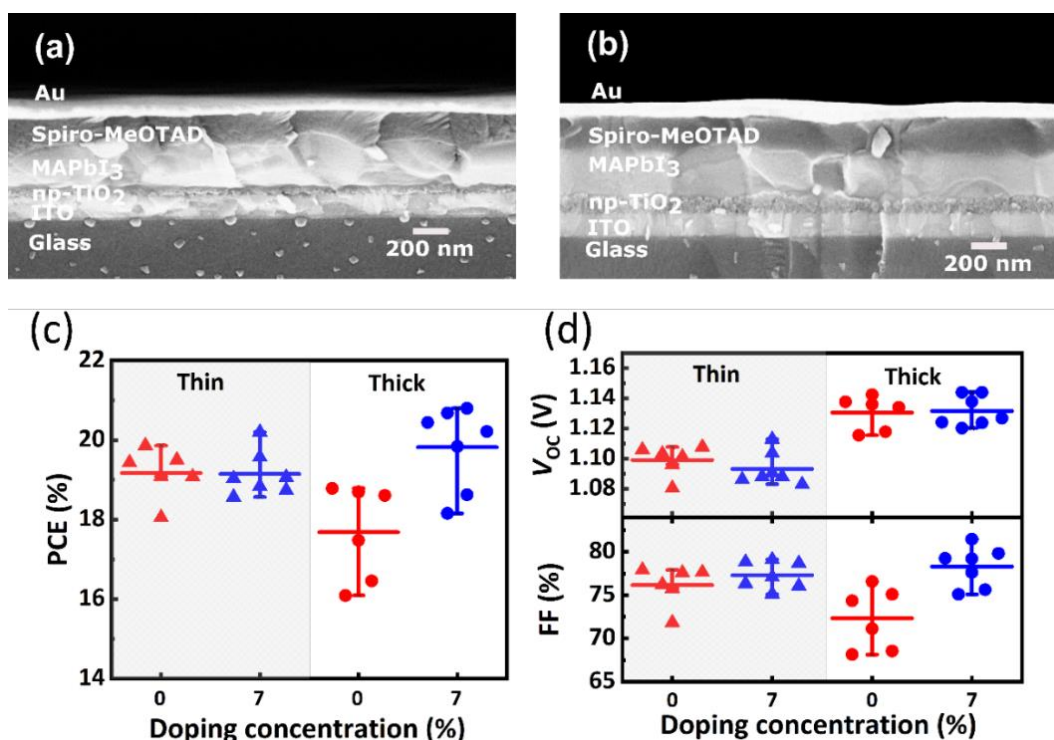 (a)
Au
Spiro-MeOTAD
MAPbI₃
np-TiO₂
ITO
Glass
200 nm
(b)
Au
Spiro-MeOTAD
MAPbI₃
np-TiO₂
ITO
Glass
200 nm
(c)
22
20
18
16
14
PCE (%)
Thin
Thick
0
7
0
7
Doping concentration (%)
(d)
1.16
1.14
1.12
1.10
1.08
V_OC (V)
Thin
Thick
80
75
70
65
FF (%)
0
7
0
7
Doping concentration (%)